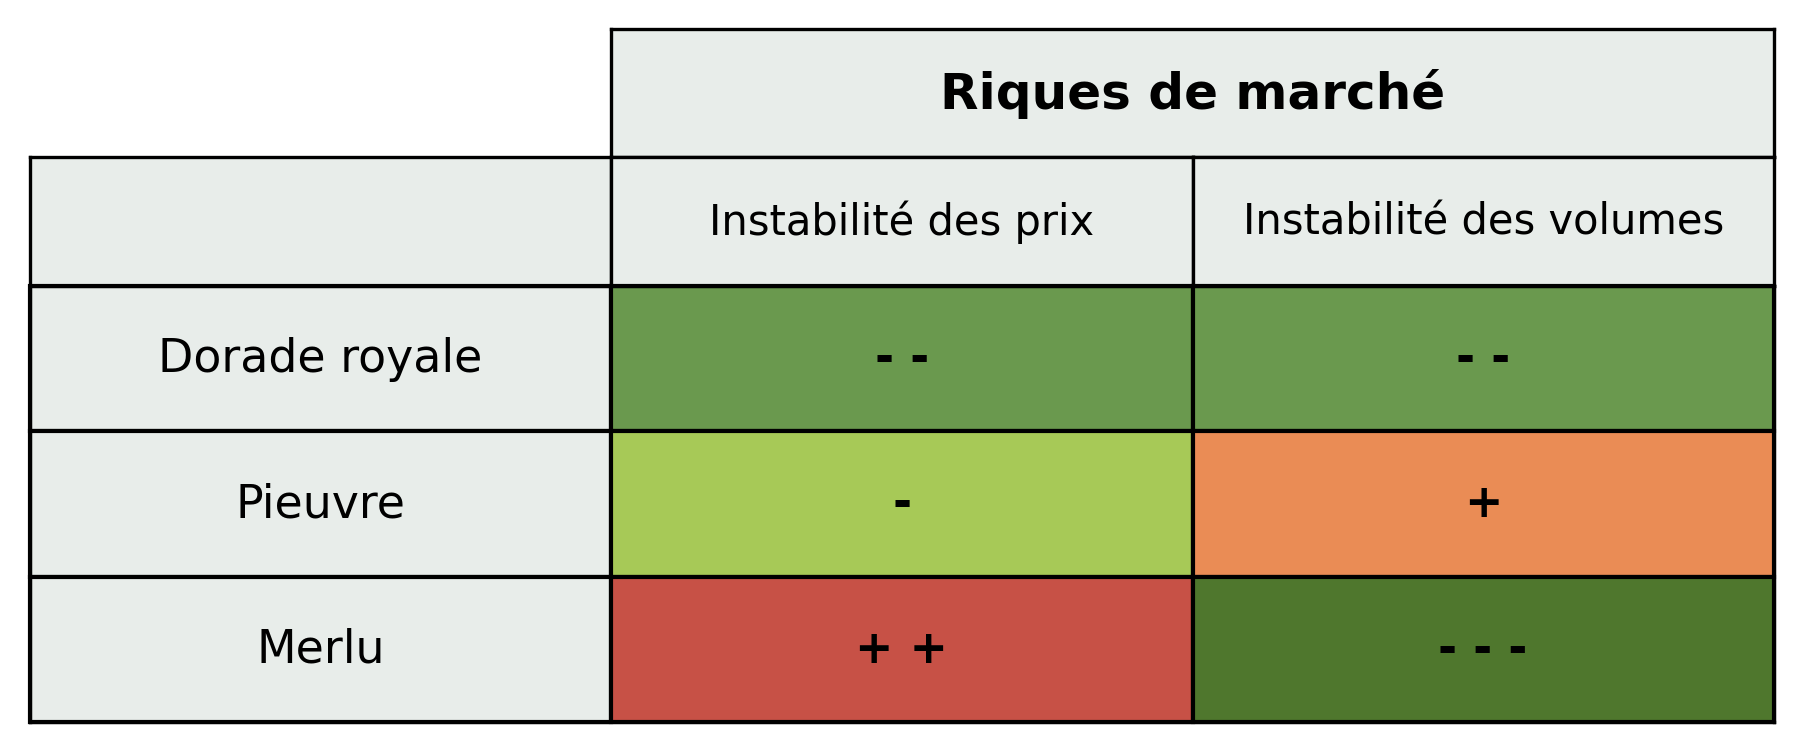 Riques de marché
Instabilité des prix Instabilité des volumes
Dorade royale - - - -
Pieuvre - +
Merlu + + - - -